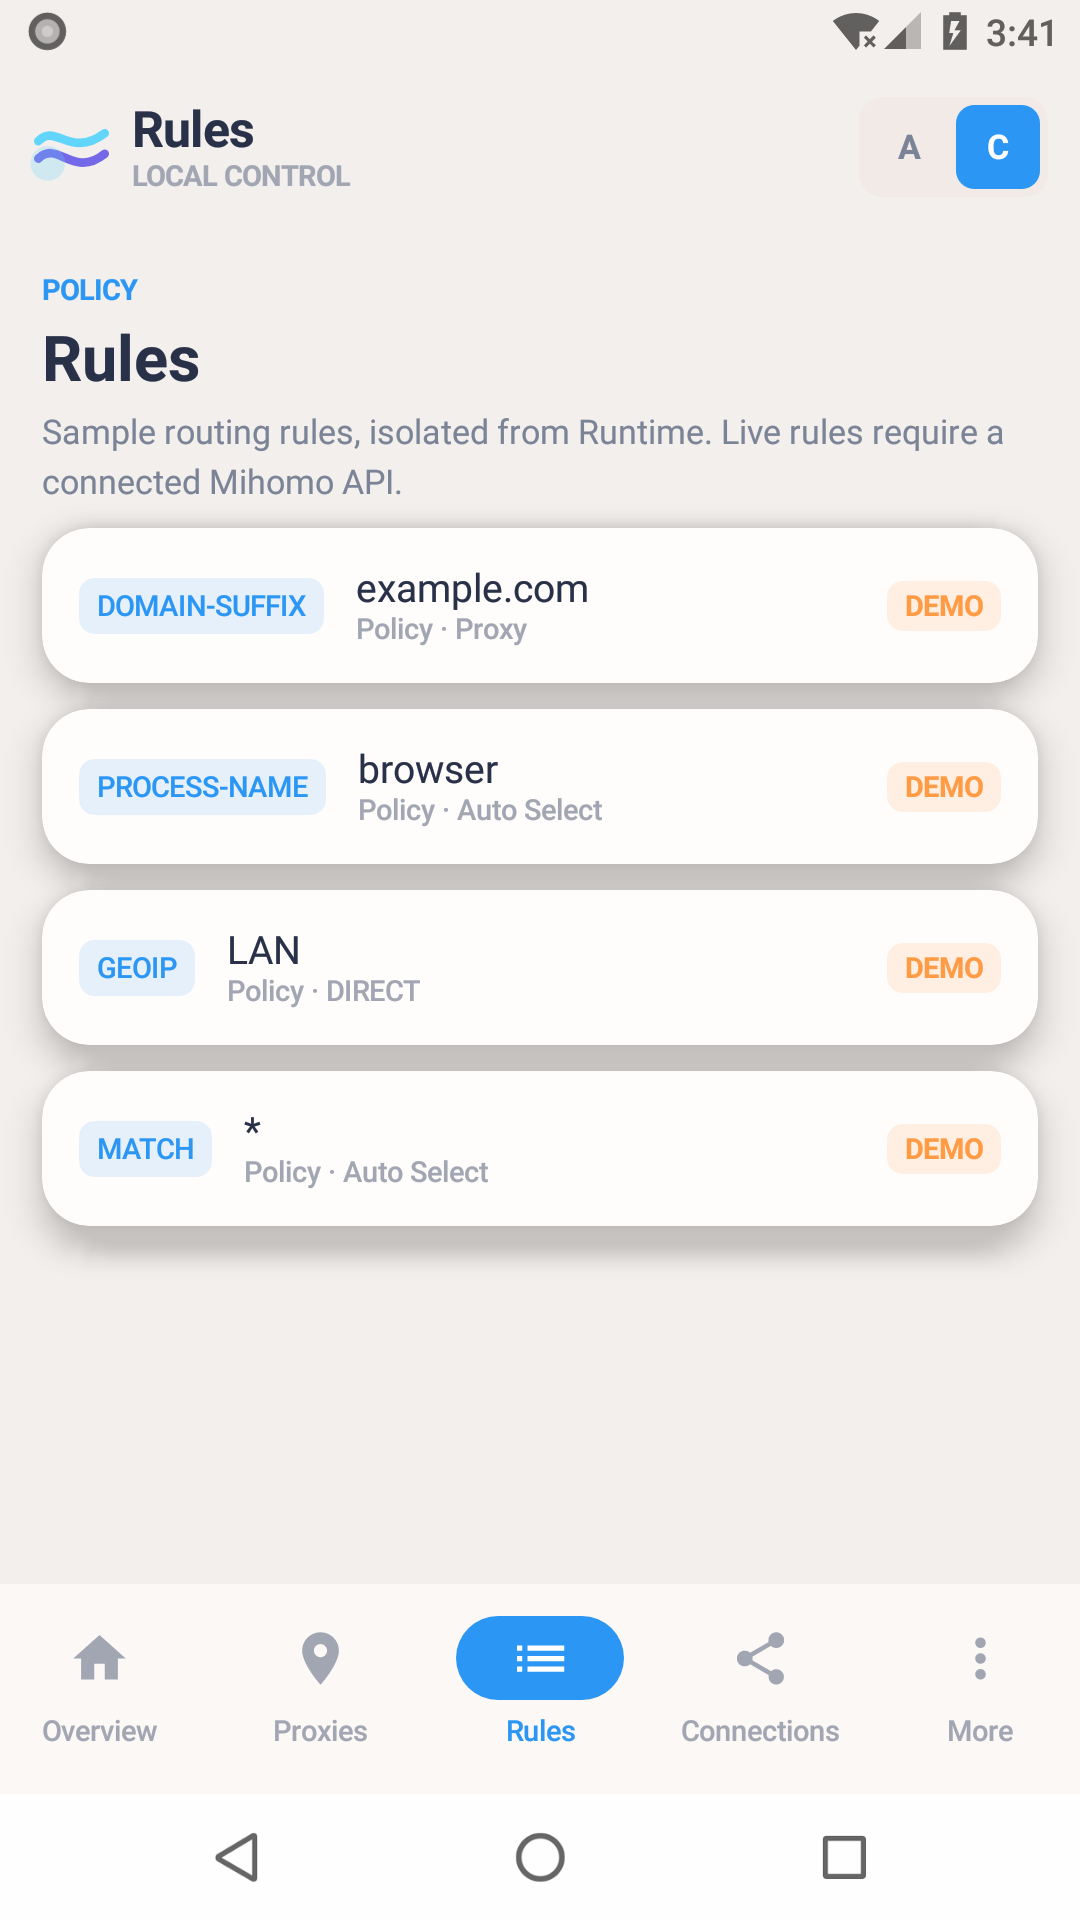 3:41
Rules
LOCAL CONTROL
A
C
POLICY
Rules
Sample routing rules, isolated from Runtime. Live rules require a
connected Mihomo API.
DOMAIN-SUFFIX
example.com
Policy · Proxy
DEMO
PROCESS-NAME
browser
Policy · Auto Select
DEMO
GEOIP
LAN
Policy · DIRECT
DEMO
MATCH
*
Policy · Auto Select
DEMO
Overview
Proxies
Rules
Connections
More